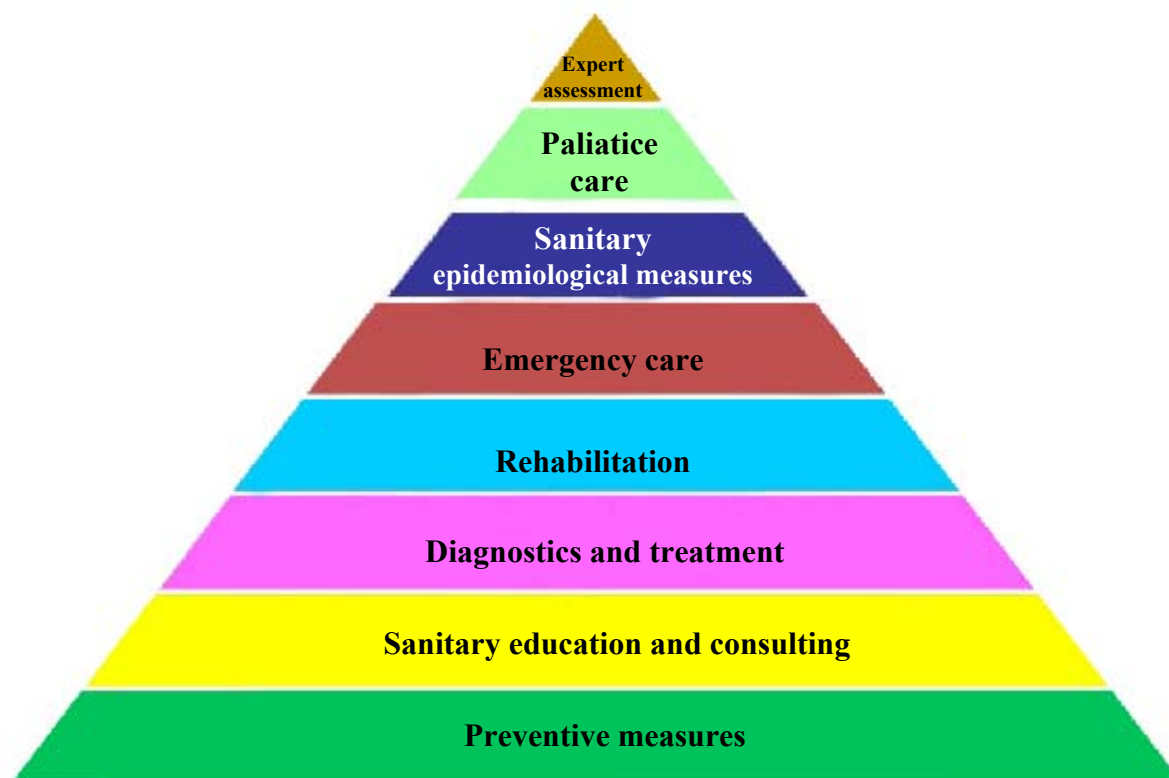 Expert
assessment
Paliatice
care
Sanitary
epidemiological measures
Emergency care
Rehabilitation
Diagnostics and treatment
Sanitary education and consulting
Preventive measures